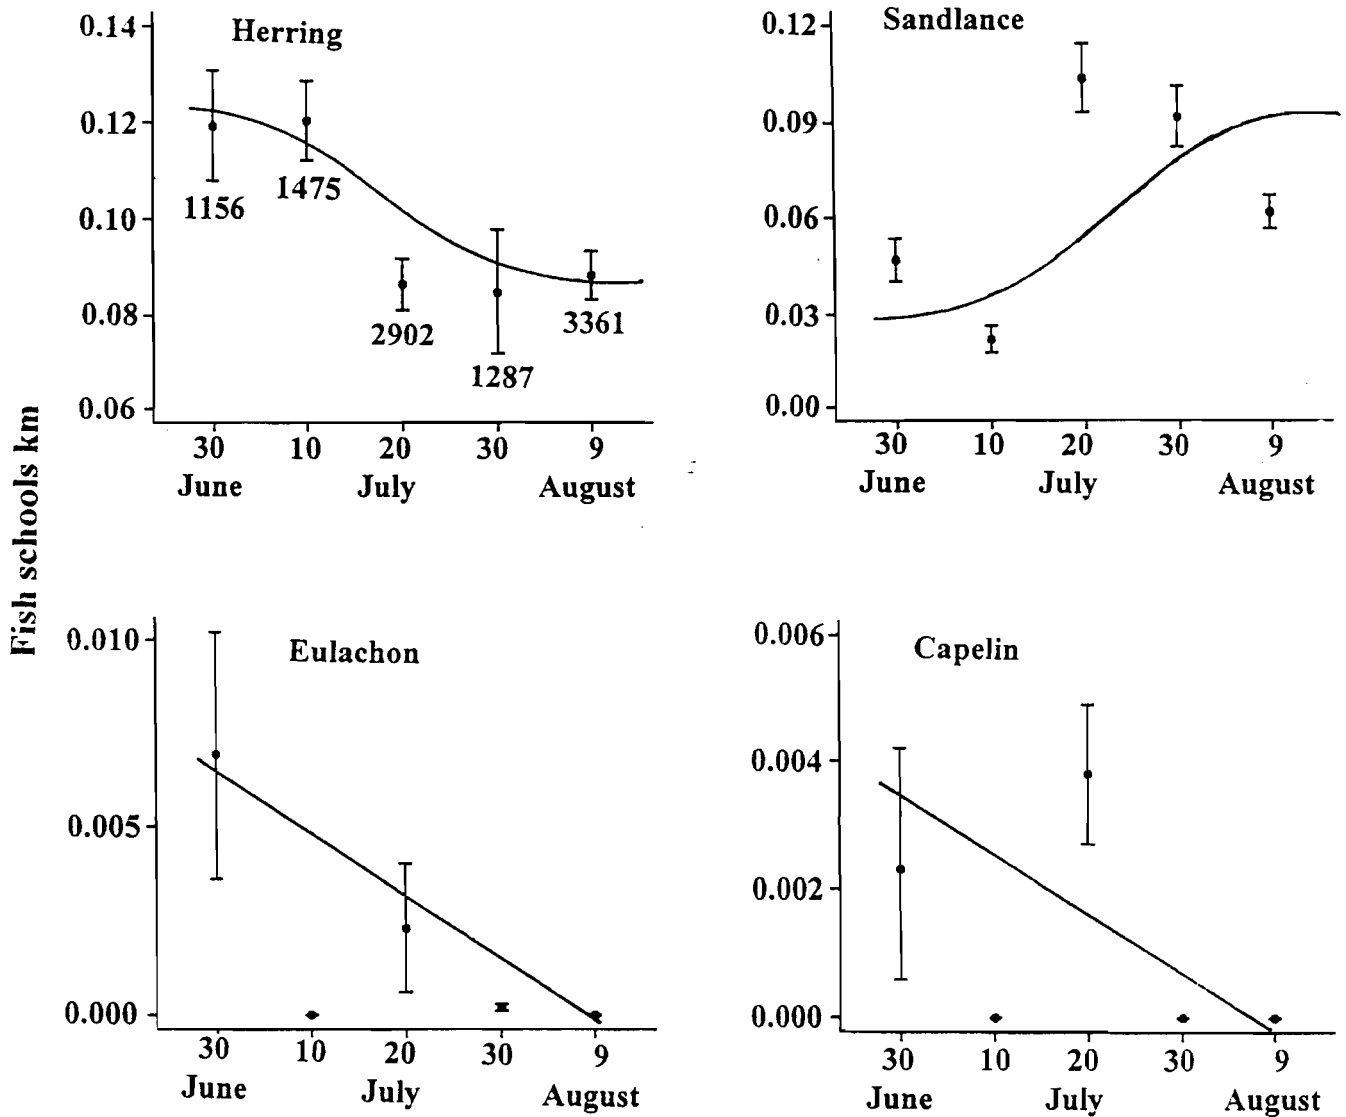 Fish schools km
Herring
0.14
0.12
0.10
0.08
0.06
1156
1475
2902
1287
3361
30 10 20 30 9
June July August
Sandlance
0.12
0.09
0.06
0.03
0.00
30 10 20 30 9
June July August
Eulachon
0.010
0.005
0.000
30 10 20 30 9
June July August
Capelin
0.006
0.004
0.002
0.000
30 10 20 30 9
June July August